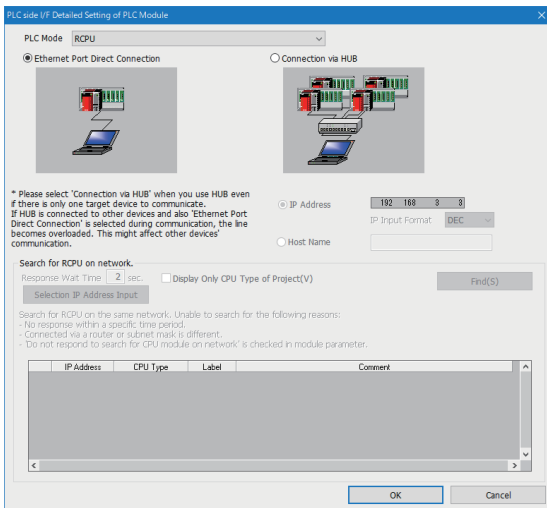 PLC side I/F Detailed Setting of PLC Module
PLC Mode RCPU
Ethernet Port Direct Connection
Connection via HUB
* Please select 'Connection via HUB' when you use HUB even
if there is only one target device to communicate.
If HUB is connected to other devices and also 'Ethernet Port
Direct Connection' is selected during communication, the line
becomes overloaded. This might affect other devices'
communication.
IP Address 192 168 3 3
IP Input Format DEC
Host Name
Search for RCPU on network.
Response Wait Time 2 sec. Display Only CPU Type of Project(V) Find(S)
Selection IP Address Input
Search for RCPU on the same network. Unable to search for the following reasons:
- No response within a specific time period.
- Connected via a router or subnet mask is different.
- 'Do not respond to search for CPU module on network' is checked in module parameter.
IP Address CPU Type Label Comment
OK Cancel